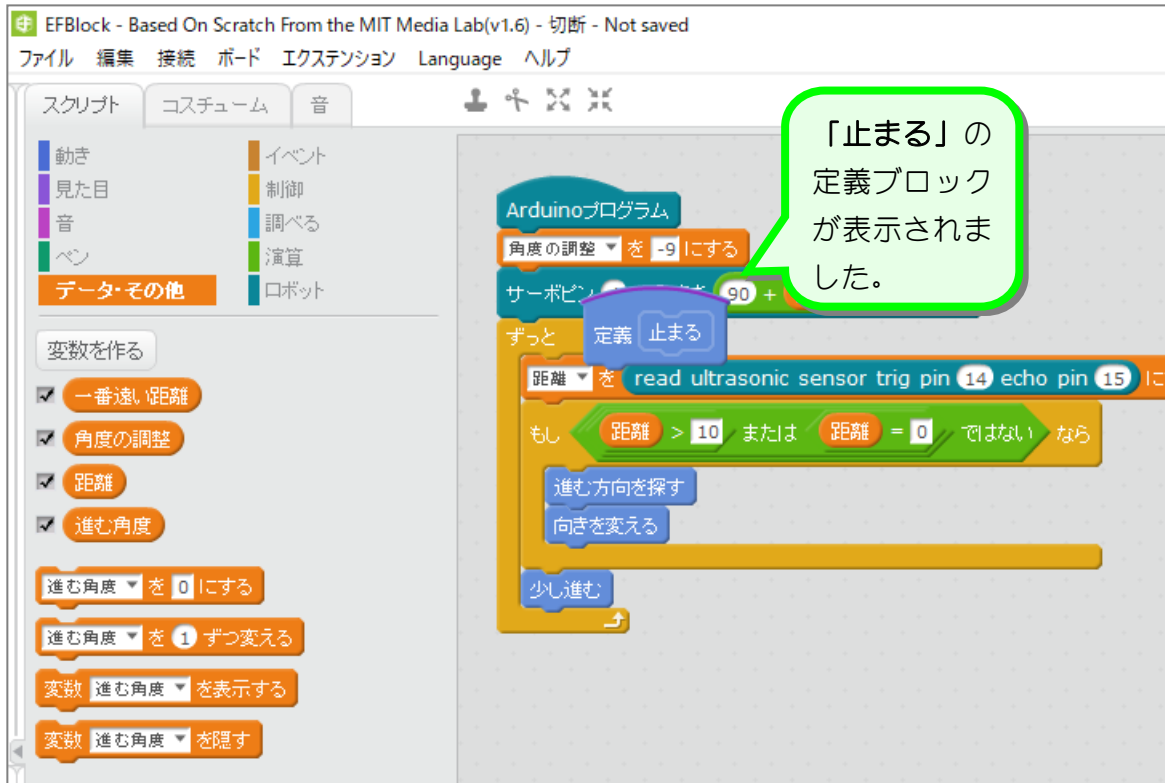 EFBlock - Based On Scratch From the MIT Media Lab(v1.6) - 切断 - Not saved
ファイル 編集 接続 ボード エクステンション Language ヘルプ
スクリプト コスチューム 音
動き イベント
見た目 制御
音 調べる
ペン 演算
データ・その他 ロボット
変数を作る
一番遠い距離
角度の調整
距離
進む角度
進む角度 を 0 にする
進む角度 を 1 ずつ変える
変数 進む角度 を表示する
変数 進む角度 を隠す
「止まる」の
定義ブロック
が表示されま
した。
Arduinoプログラム
角度の調整 を -9 にする
サーボピン 90 +
定義 止まる
ずっと
距離 を read ultrasonic sensor trig pin 14 echo pin 15 に
もし 距離 > 10 または 距離 = 0 ではない なら
進む方向を探す
向きを変える
少し進む